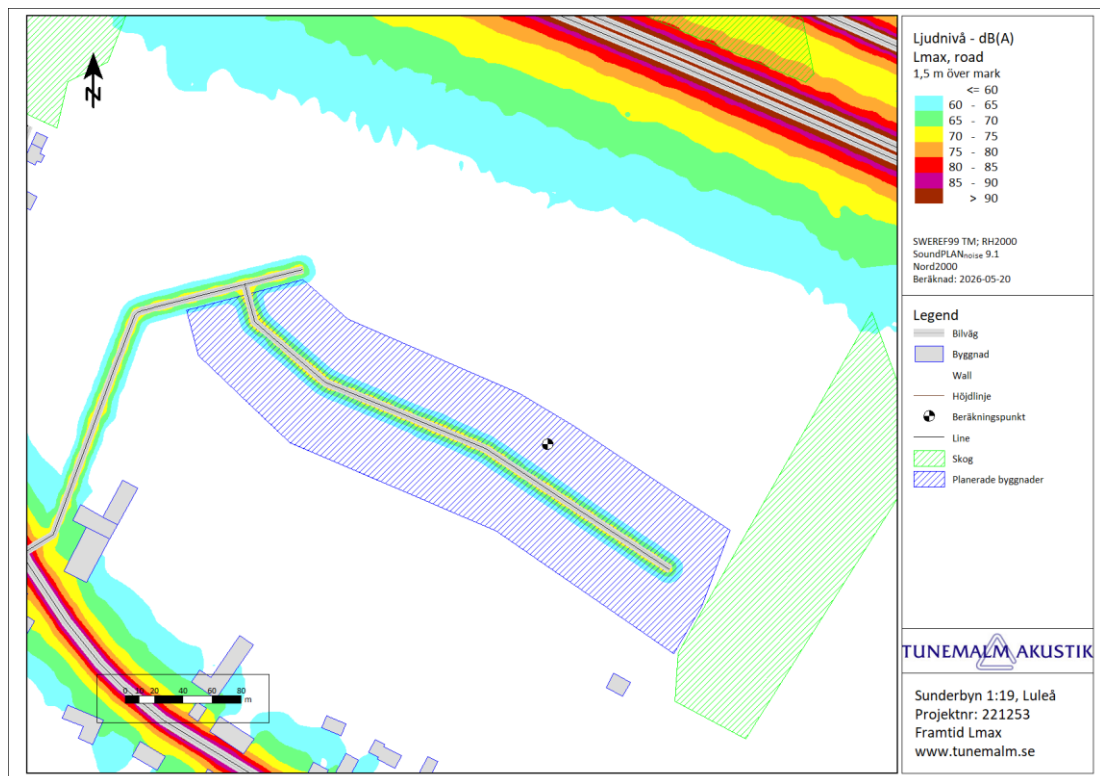 Ljudnivå - dB(A)
Lmax, road
1,5 m över mark
<= 60
60 - 65
65 - 70
70 - 75
75 - 80
80 - 85
85 - 90
> 90
SWEREF99 TM; RH2000
SoundPLANnoise 9.1
Nord2000
Beräknad: 2026-05-20
Legend
Bilväg
Byggnad
Wall
Höjdlinje
Beräkningspunkt
Line
Skog
Planerade byggnader
N
0 10 20 40 60 80
m
TUNEMALM AKUSTIK
Sunderbyn 1:19, Luleå
Projektnr: 221253
Framtid Lmax
www.tunemalm.se